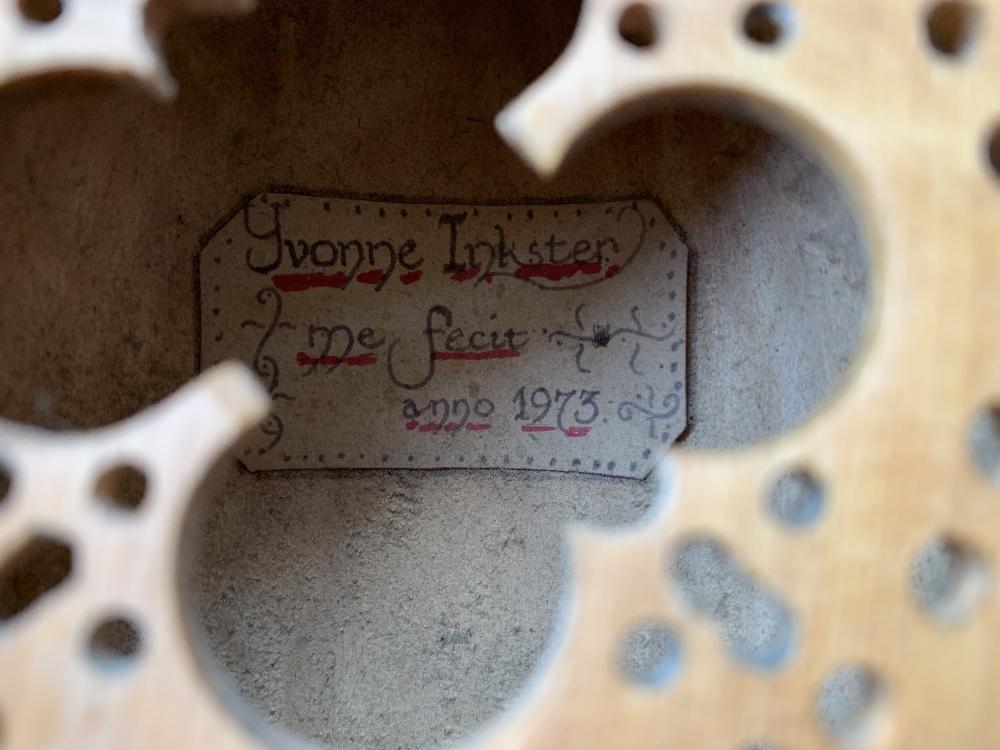 Yvonne Inkster
me fecit
anno 1973.